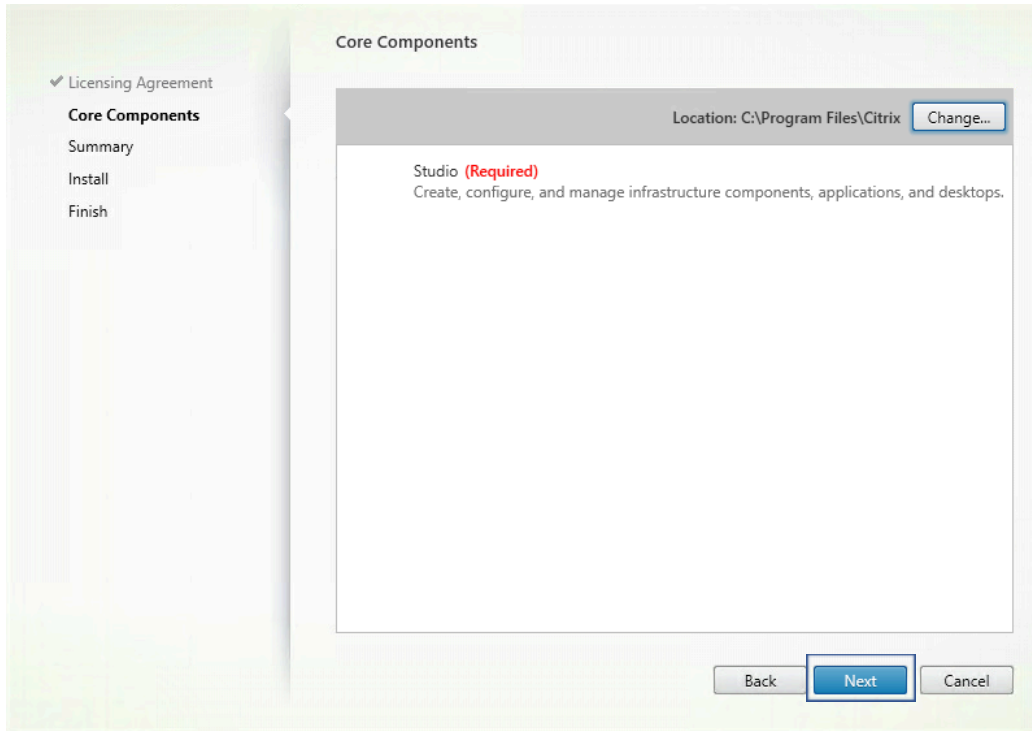 Core Components
✔ Licensing Agreement
Core Components
Summary
Install
Finish
Location: C:\Program Files\Citrix Change...
Studio (Required)
Create, configure, and manage infrastructure components, applications, and desktops.
Back Next Cancel